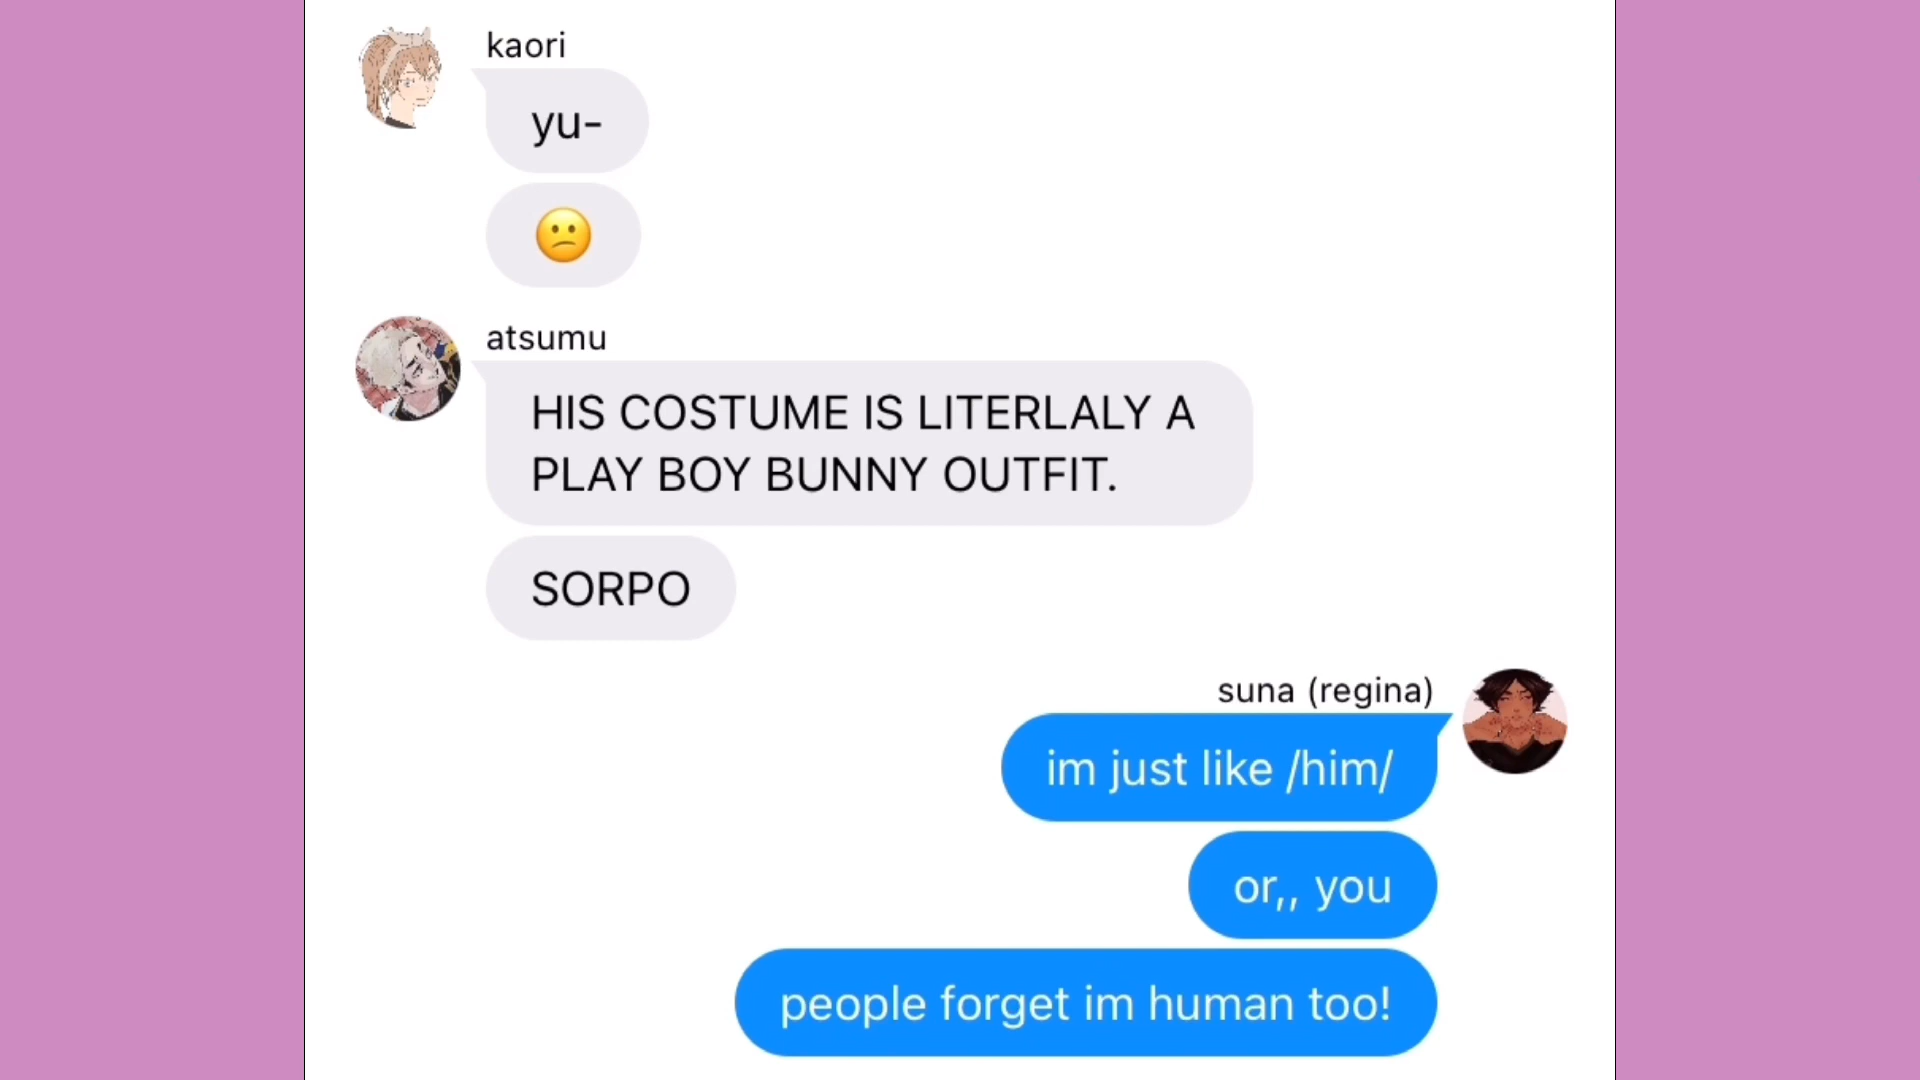 kaori
yu-
😕
atsumu
HIS COSTUME IS LITERLALY A
PLAY BOY BUNNY OUTFIT.
SORPO
suna (regina)
im just like /him/
or,, you
people forget im human too!